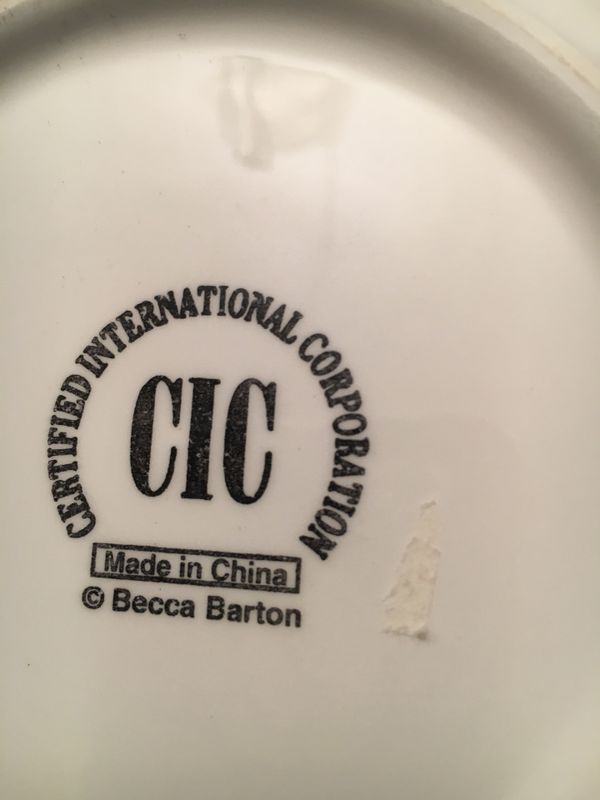 CERTIFIED INTERNATIONAL CORPORATION
CIC
Made in China
© Becca Barton